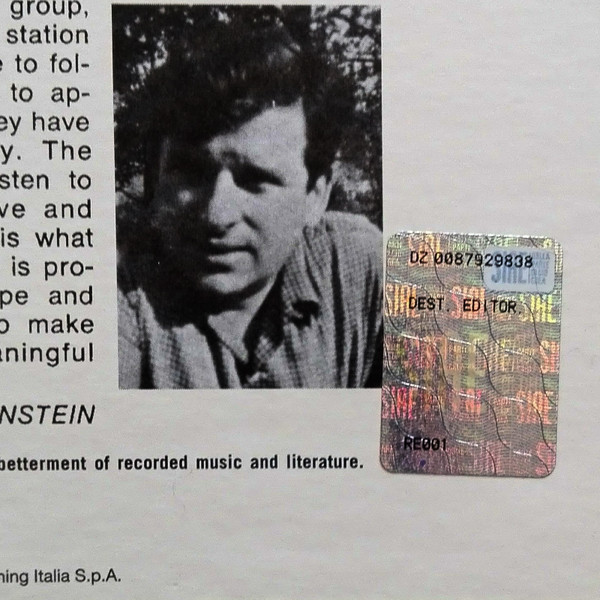 group,
station
e to fol-
to ap-
ey have
y. The
sten to
ve and
is what
is pro-
pe and
o make
aningful
NSTEIN
betterment of recorded music and literature.
ning Italia S.p.A.
DZ 0087929838
SIAE
DEST. EDITOR.
RE001